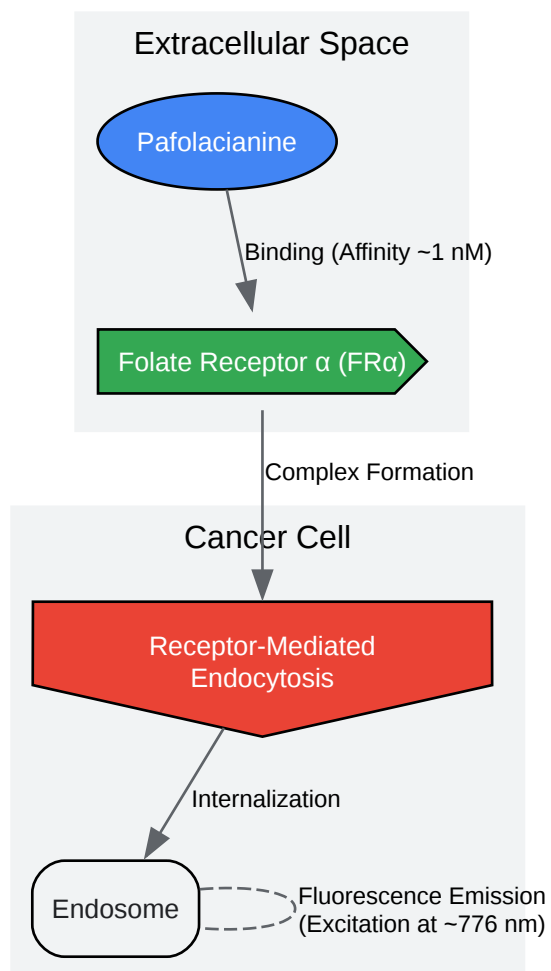 Extracellular Space
Pafolacianine
Binding (Affinity ~1 nM)
Folate Receptor α (FRα)
Complex Formation
Cancer Cell
Receptor-Mediated
Endocytosis
Internalization
Endosome
Fluorescence Emission
(Excitation at ~776 nm)